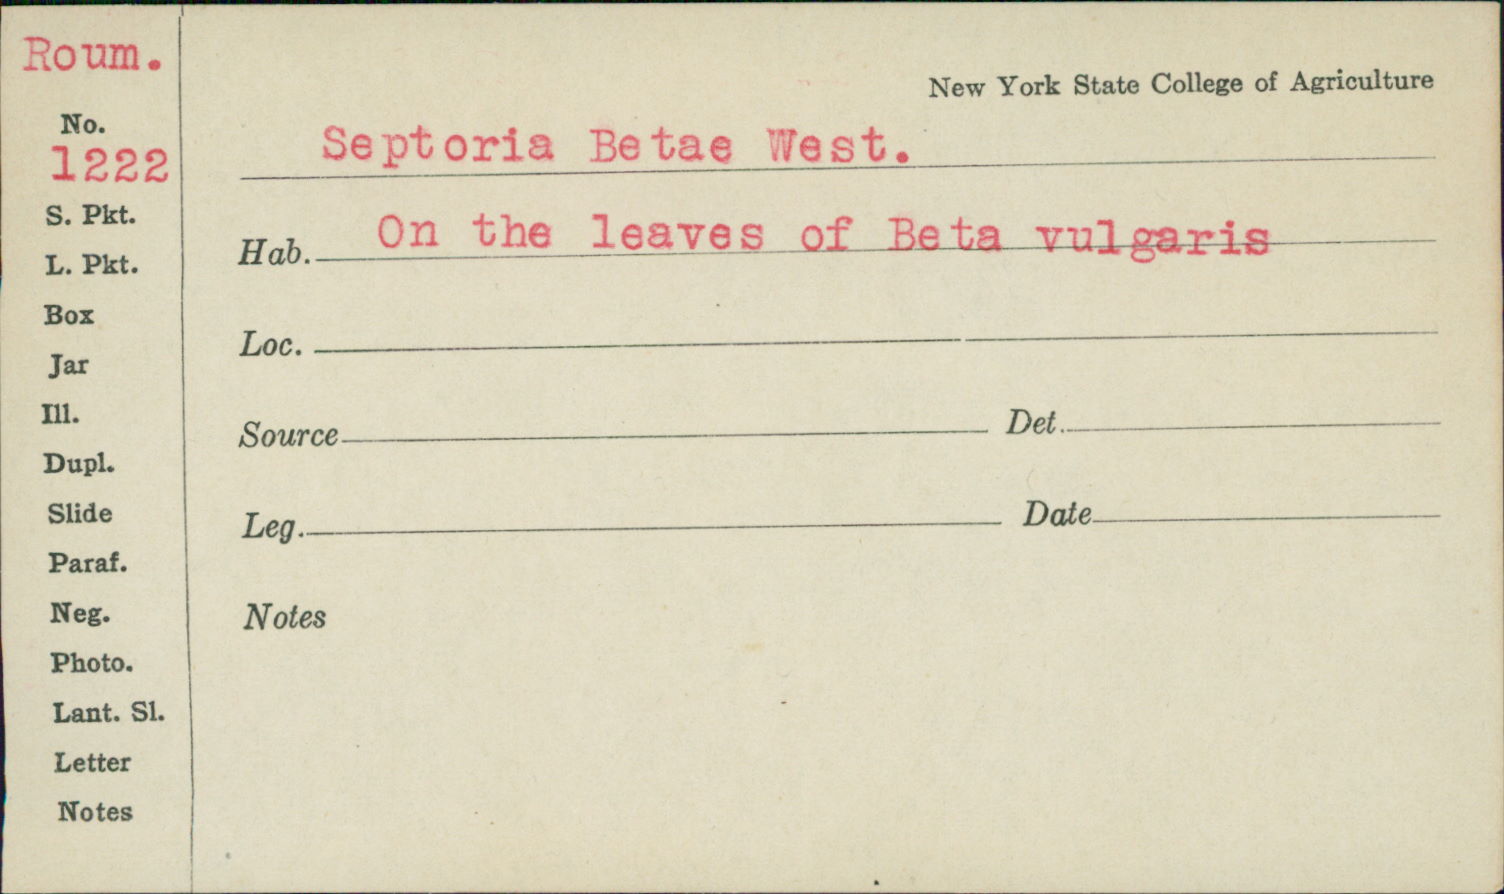 Roum.
No.
1222
S. Pkt.
L. Pkt.
Box
Jar
Ill.
Dupl.
Slide
Paraf.
Neg.
Photo.
Lant. Sl.
Letter
Notes
New York State College of Agriculture
Septoria Betae West.
Hab. On the leaves of Beta vulgaris
Loc.
Source Det.
Leg. Date
Notes